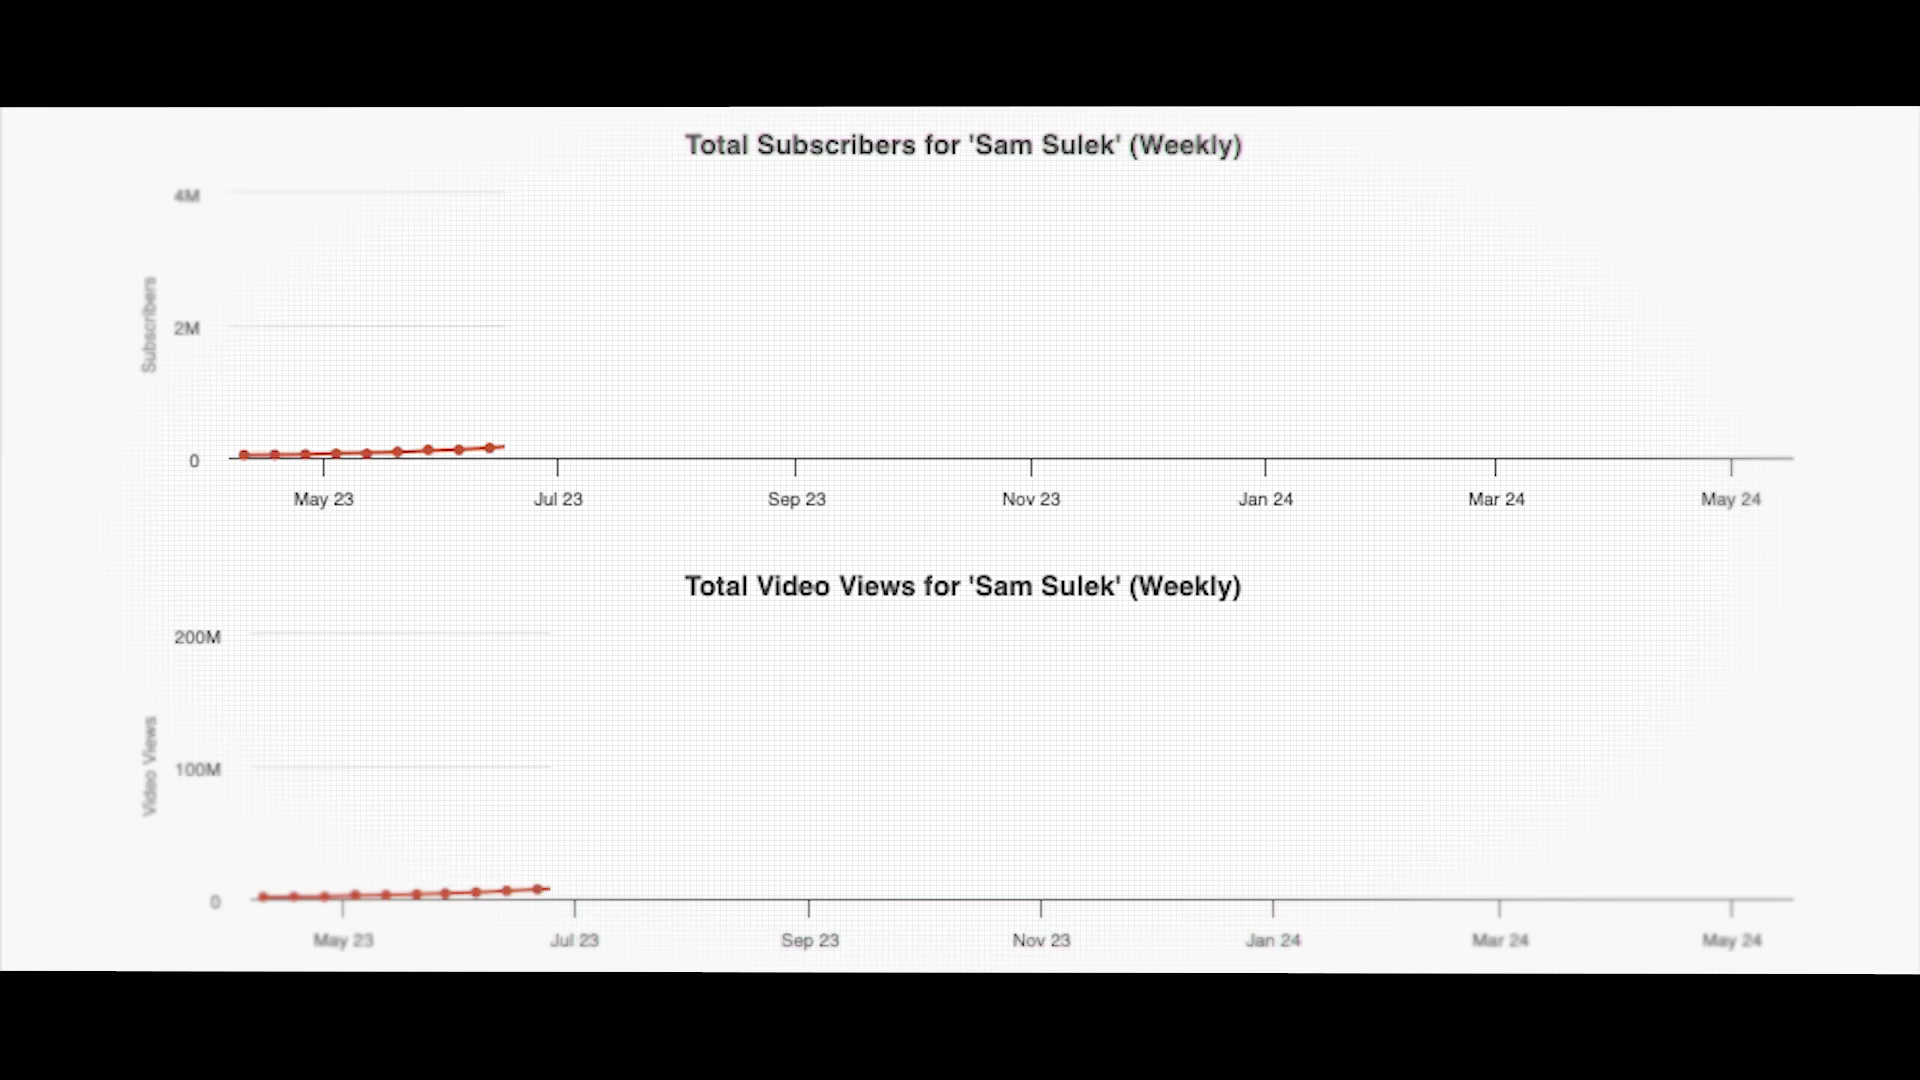 Total Subscribers for 'Sam Sulek' (Weekly)
4M
Subscribers
2M
0
May 23
Jul 23
Sep 23
Nov 23
Jan 24
Mar 24
May 24
Total Video Views for 'Sam Sulek' (Weekly)
200M
Video Views
100M
0
May 23
Jul 23
Sep 23
Nov 23
Jan 24
Mar 24
May 24